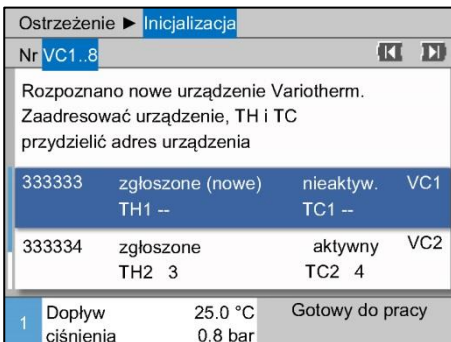 Ostrzeżenie ► Inicjalizacja
Nr VC1..8
Rozpoznano nowe urządzenie Variotherm.
Zaadresować urządzenie, TH i TC
przydzielić adres urządzenia
333333 zgłoszone (nowe) nieaktyw. VC1
TH1 -- TC1 --
333334 zgłoszone aktywny VC2
TH2 3 TC2 4
1 Dopływ 25.0 °C Gotowy do pracy
ciśnienia 0.8 bar